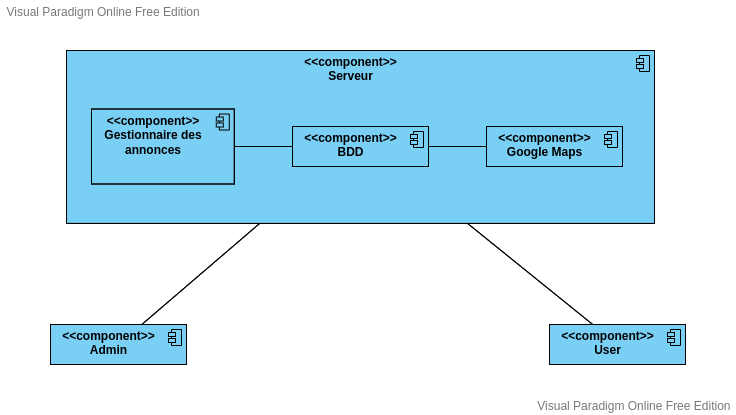 Visual Paradigm Online Free Edition
<<component>>
Serveur
<<component>>
Gestionnaire des
annonces
<<component>>
BDD
<<component>>
Google Maps
<<component>>
Admin
<<component>>
User
Visual Paradigm Online Free Edition